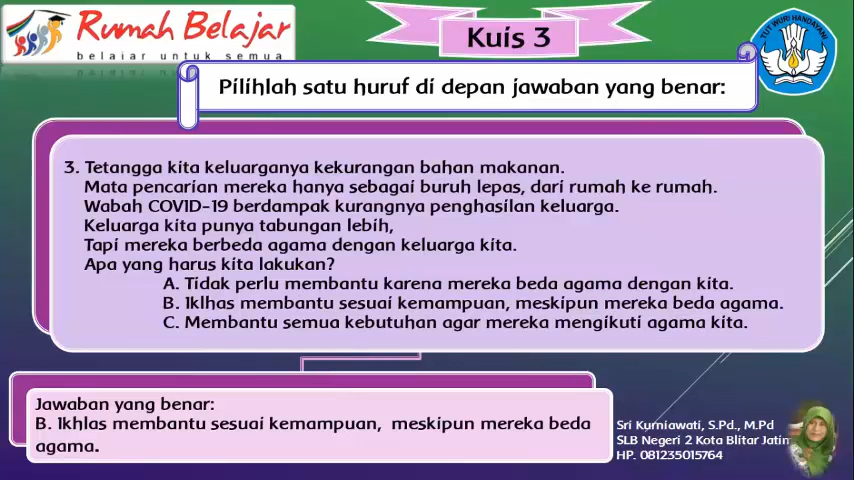 Rumah Belajar
belajar untuk semua
Kuis 3
TUT WURI HANDAYANI
Pilihlah satu huruf di depan jawaban yang benar:
3. Tetangga kita keluarganya kekurangan bahan makanan.
Mata pencarian mereka hanya sebagai buruh lepas, dari rumah ke rumah.
Wabah COVID-19 berdampak kurangnya penghasilan keluarga.
Keluarga kita punya tabungan lebih,
Tapi mereka berbeda agama dengan keluarga kita.
Apa yang harus kita lakukan?
A. Tidak perlu membantu karena mereka beda agama dengan kita.
B. Iklhas membantu sesuai kemampuan, meskipun mereka beda agama.
C. Membantu semua kebutuhan agar mereka mengikuti agama kita.
Jawaban yang benar:
B. Ikhlas membantu sesuai kemampuan, meskipun mereka beda
agama.
Sri Kurniawati, S.Pd., M.Pd
SLB Negeri 2 Kota Blitar Jatim
HP. 081235015764